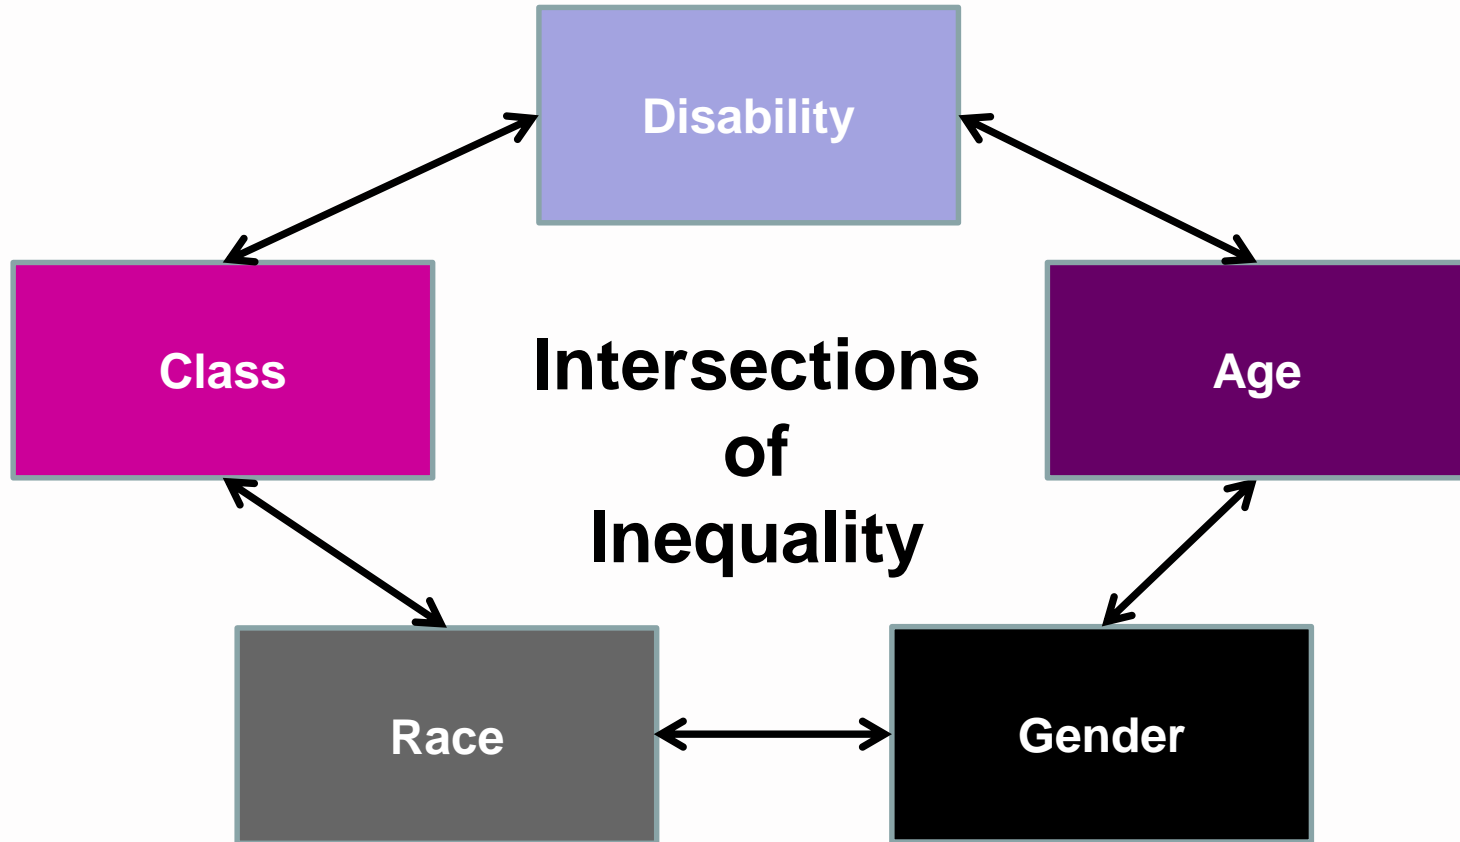 Disability
Class
Intersections
of
Inequality
Age
Race
Gender